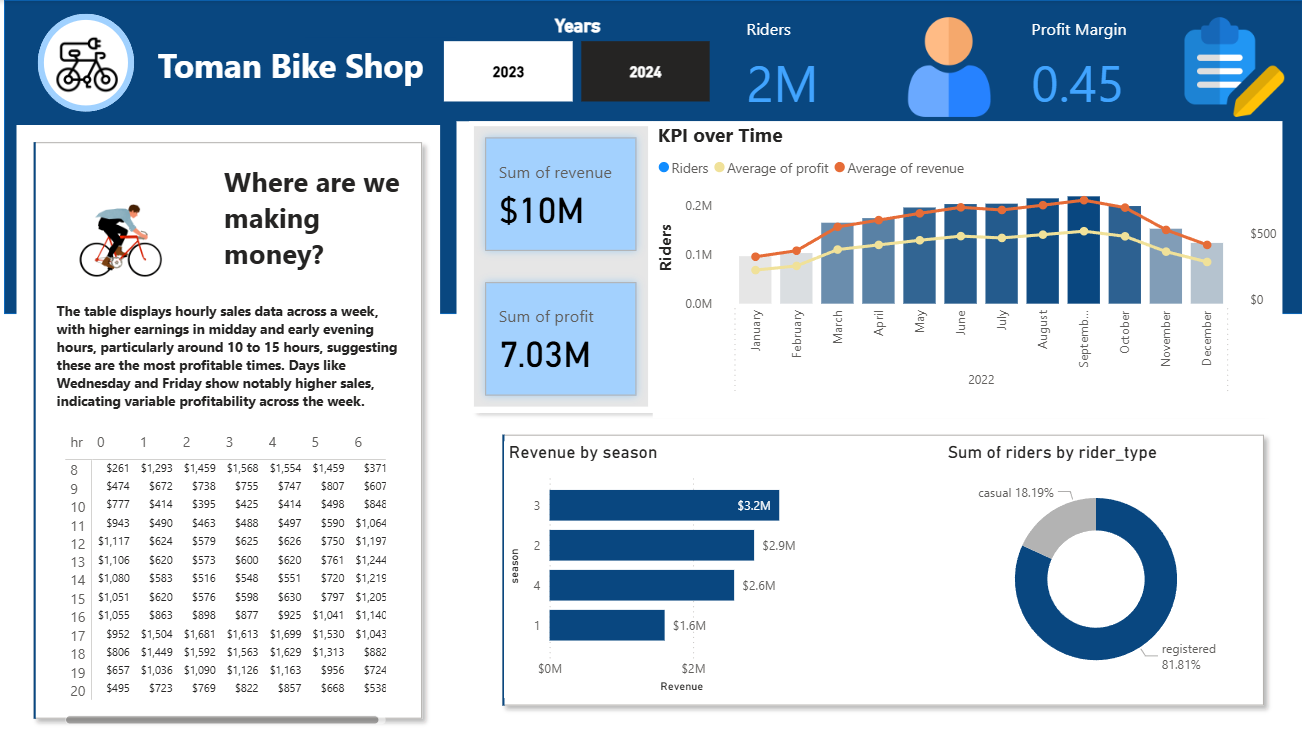 Toman Bike Shop
Years
2023
2024
Riders
2M
Profit Margin
0.45
Where are we
making
money?
The table displays hourly sales data across a week,
with higher earnings in midday and early evening
hours, particularly around 10 to 15 hours, suggesting
these are the most profitable times. Days like
Wednesday and Friday show notably higher sales,
indicating variable profitability across the week.
hr 0 1 2 3 4 5 6
8 $261 $1,293 $1,459 $1,568 $1,554 $1,459 $371
9 $474 $672 $738 $755 $747 $807 $607
10 $777 $414 $395 $425 $414 $498 $848
11 $943 $490 $463 $488 $497 $590 $1,064
12 $1,117 $624 $579 $625 $626 $750 $1,197
13 $1,106 $620 $573 $600 $620 $761 $1,244
14 $1,080 $583 $516 $548 $551 $720 $1,219
15 $1,051 $620 $576 $598 $630 $797 $1,205
16 $1,055 $863 $898 $877 $925 $1,041 $1,140
17 $952 $1,504 $1,681 $1,613 $1,699 $1,530 $1,043
18 $806 $1,449 $1,592 $1,563 $1,629 $1,313 $882
19 $657 $1,036 $1,090 $1,126 $1,163 $956 $724
20 $495 $723 $769 $822 $857 $668 $538
Sum of revenue
$10M
Sum of profit
7.03M
KPI over Time
Riders Average of profit Average of revenue
Riders
0.2M
0.1M
0.0M
$500
$0
January
February
March
April
May
June
July
August
Septemb...
October
November
December
2022
Revenue by season
season
3 $3.2M
2 $2.9M
4 $2.6M
1 $1.6M
$0M $2M
Revenue
Sum of riders by rider_type
casual 18.19%
registered
81.81%